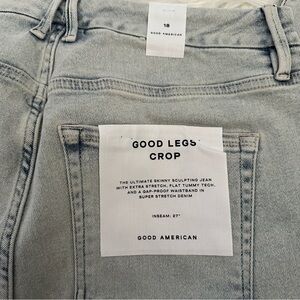 18
GOOD AMERICAN
GOOD LEGS
CROP
THE ULTIMATE SKINNY SCULPTING JEAN
WITH EXTRA STRETCH, FLAT TUMMY TECH,
AND A GAP-PROOF WAISTBAND IN
SUPER STRETCH DENIM
INSEAM: 27"
GOOD AMERICAN